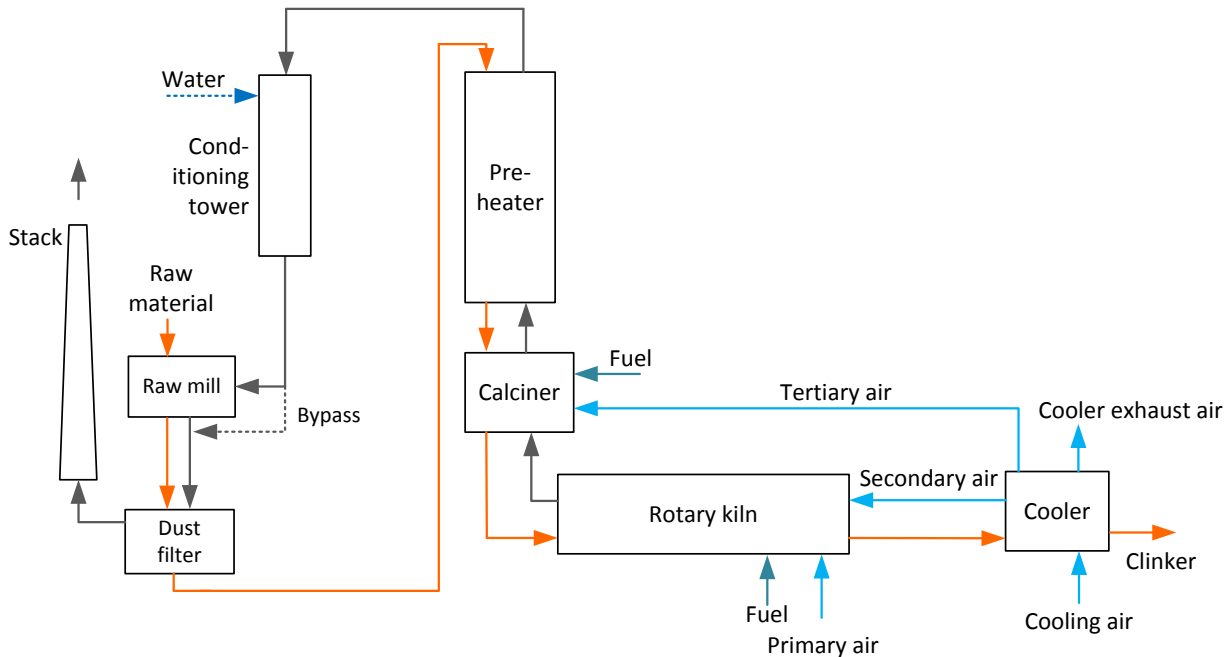 Water
Cond-
itioning
tower
Pre-
heater
Stack
Raw
material
Raw mill
Bypass
Fuel
Calciner
Tertiary air
Cooler exhaust air
Secondary air
Rotary kiln
Cooler
Dust
filter
Clinker
Fuel
Primary air
Cooling air